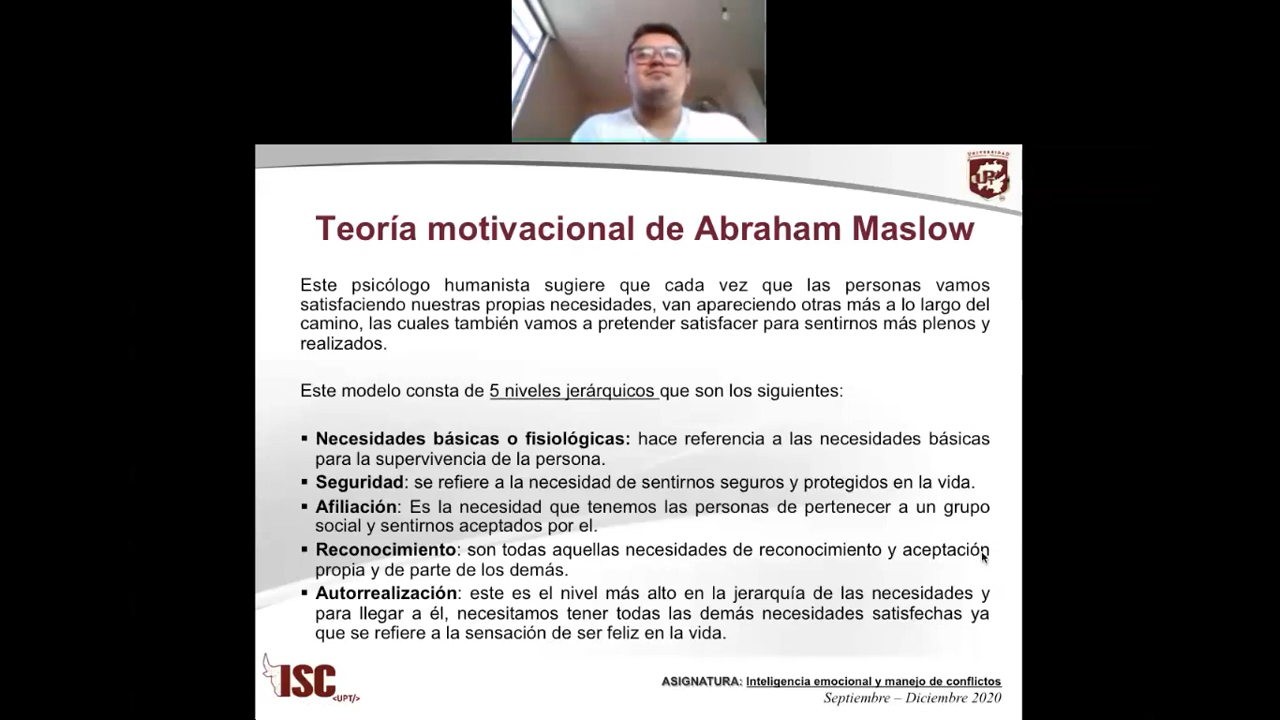 UPT
Teoría motivacional de Abraham Maslow
Este psicólogo humanista sugiere que cada vez que las personas vamos
satisfaciendo nuestras propias necesidades, van apareciendo otras más a lo largo del
camino, las cuales también vamos a pretender satisfacer para sentirnos más plenos y
realizados.
Este modelo consta de 5 niveles jerárquicos que son los siguientes:
▪ Necesidades básicas o fisiológicas: hace referencia a las necesidades básicas
para la supervivencia de la persona.
▪ Seguridad: se refiere a la necesidad de sentirnos seguros y protegidos en la vida.
▪ Afiliación: Es la necesidad que tenemos las personas de pertenecer a un grupo
social y sentirnos aceptados por el.
▪ Reconocimiento: son todas aquellas necesidades de reconocimiento y aceptación
propia y de parte de los demás.
▪ Autorrealización: este es el nivel más alto en la jerarquía de las necesidades y
para llegar a él, necesitamos tener todas las demás necesidades satisfechas ya
que se refiere a la sensación de ser feliz en la vida.
ISC
<UPT/>
ASIGNATURA: Inteligencia emocional y manejo de conflictos
Septiembre – Diciembre 2020